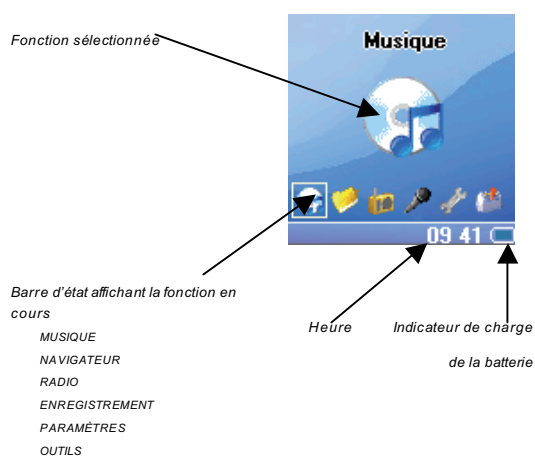 Fonction sélectionnée
Musique
09 41
Barre d'état affichant la fonction en
cours
MUSIQUE
NAVIGATEUR
RADIO
ENREGISTREMENT
PARAMÈTRES
OUTILS
Heure
Indicateur de charge
de la batterie